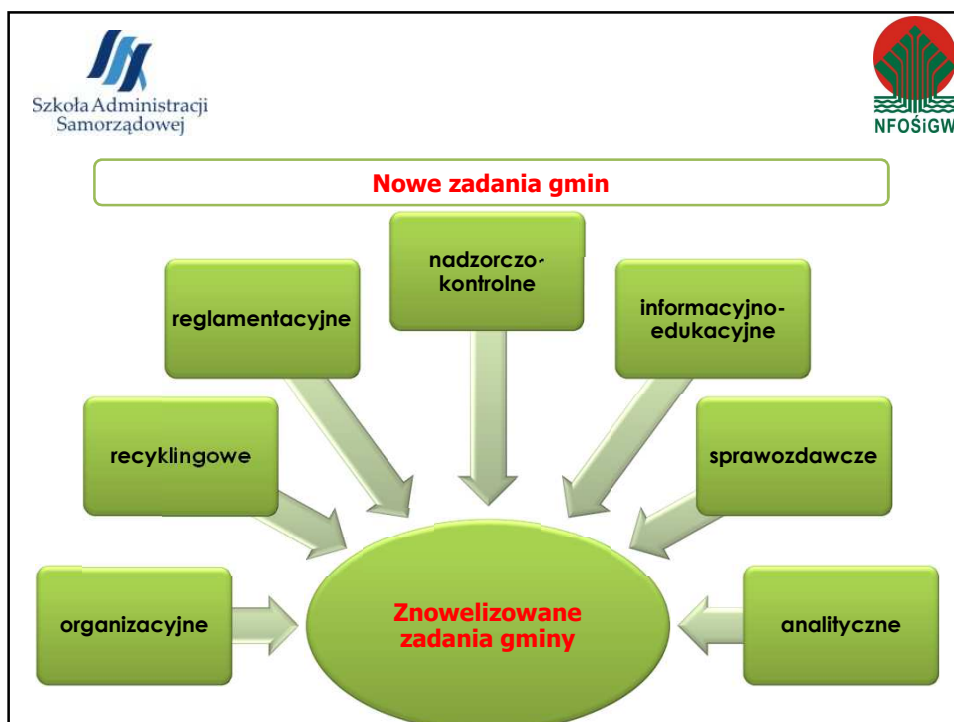 Szkoła Administracji
Samorządowej
NFOŚiGW
Nowe zadania gmin
nadzorczo-
kontrolne
reglamentacyjne
informacyjno-
edukacyjne
recyklingowe
sprawozdawcze
organizacyjne
Znowelizowane
zadania gminy
analityczne